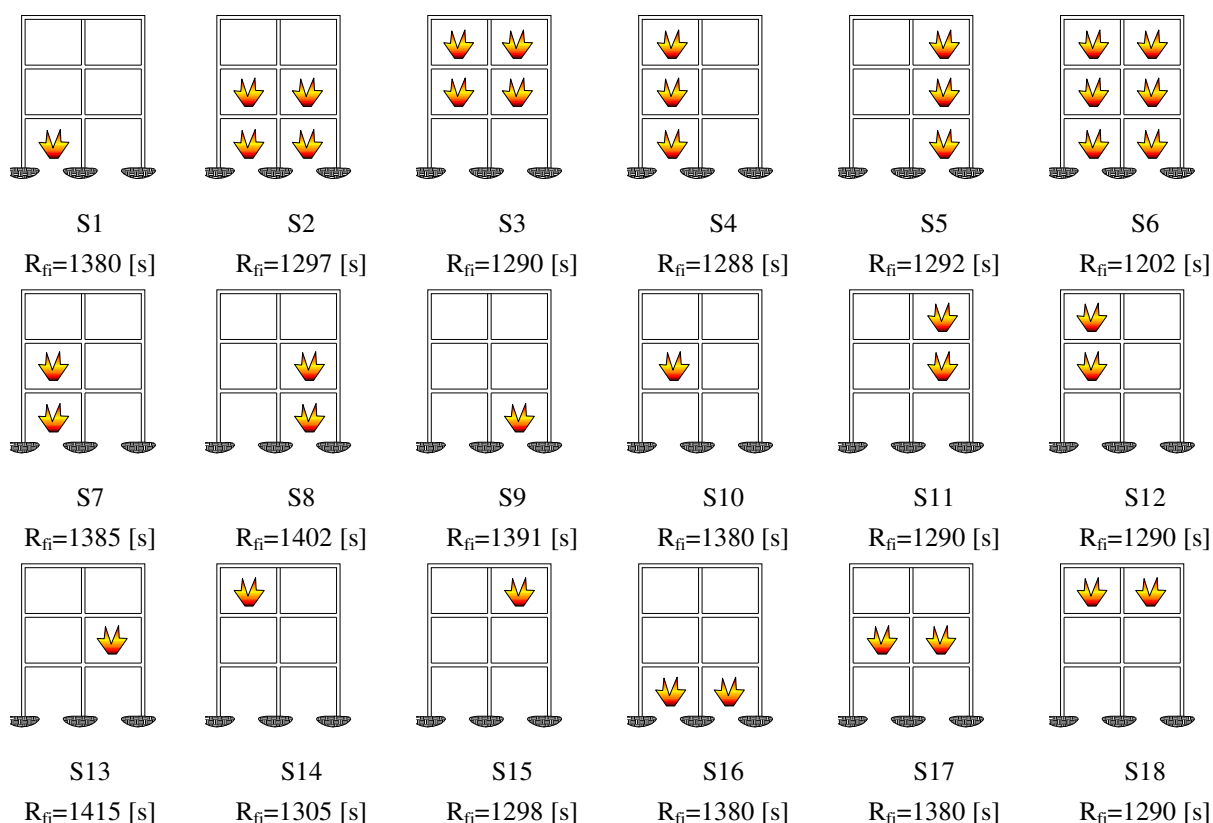 S1 S2 S3 S4 S5 S6
Rfi=1380 [s] Rfi=1297 [s] Rfi=1290 [s] Rfi=1288 [s] Rfi=1292 [s] Rfi=1202 [s]
S7 S8 S9 S10 S11 S12
Rfi=1385 [s] Rfi=1402 [s] Rfi=1391 [s] Rfi=1380 [s] Rfi=1290 [s] Rfi=1290 [s]
S13 S14 S15 S16 S17 S18
Rfi=1415 [s] Rfi=1305 [s] Rfi=1298 [s] Rfi=1380 [s] Rfi=1380 [s] Rfi=1290 [s]